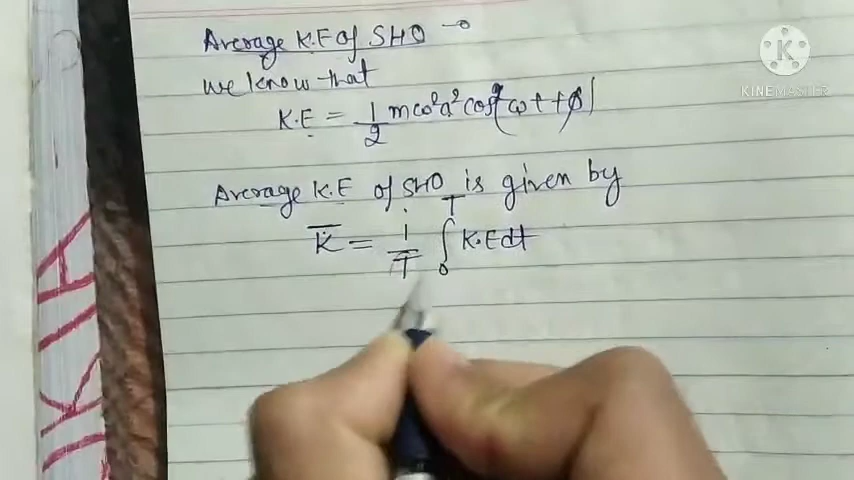 Average K.E of SHO →
we know that
K.E = 1/2 mω²a² cos²(ωt+φ)
Average K.E of SHO is given by
K̅ = 1/T ∫₀ᵀ K.E dt
K
KINEMASTER